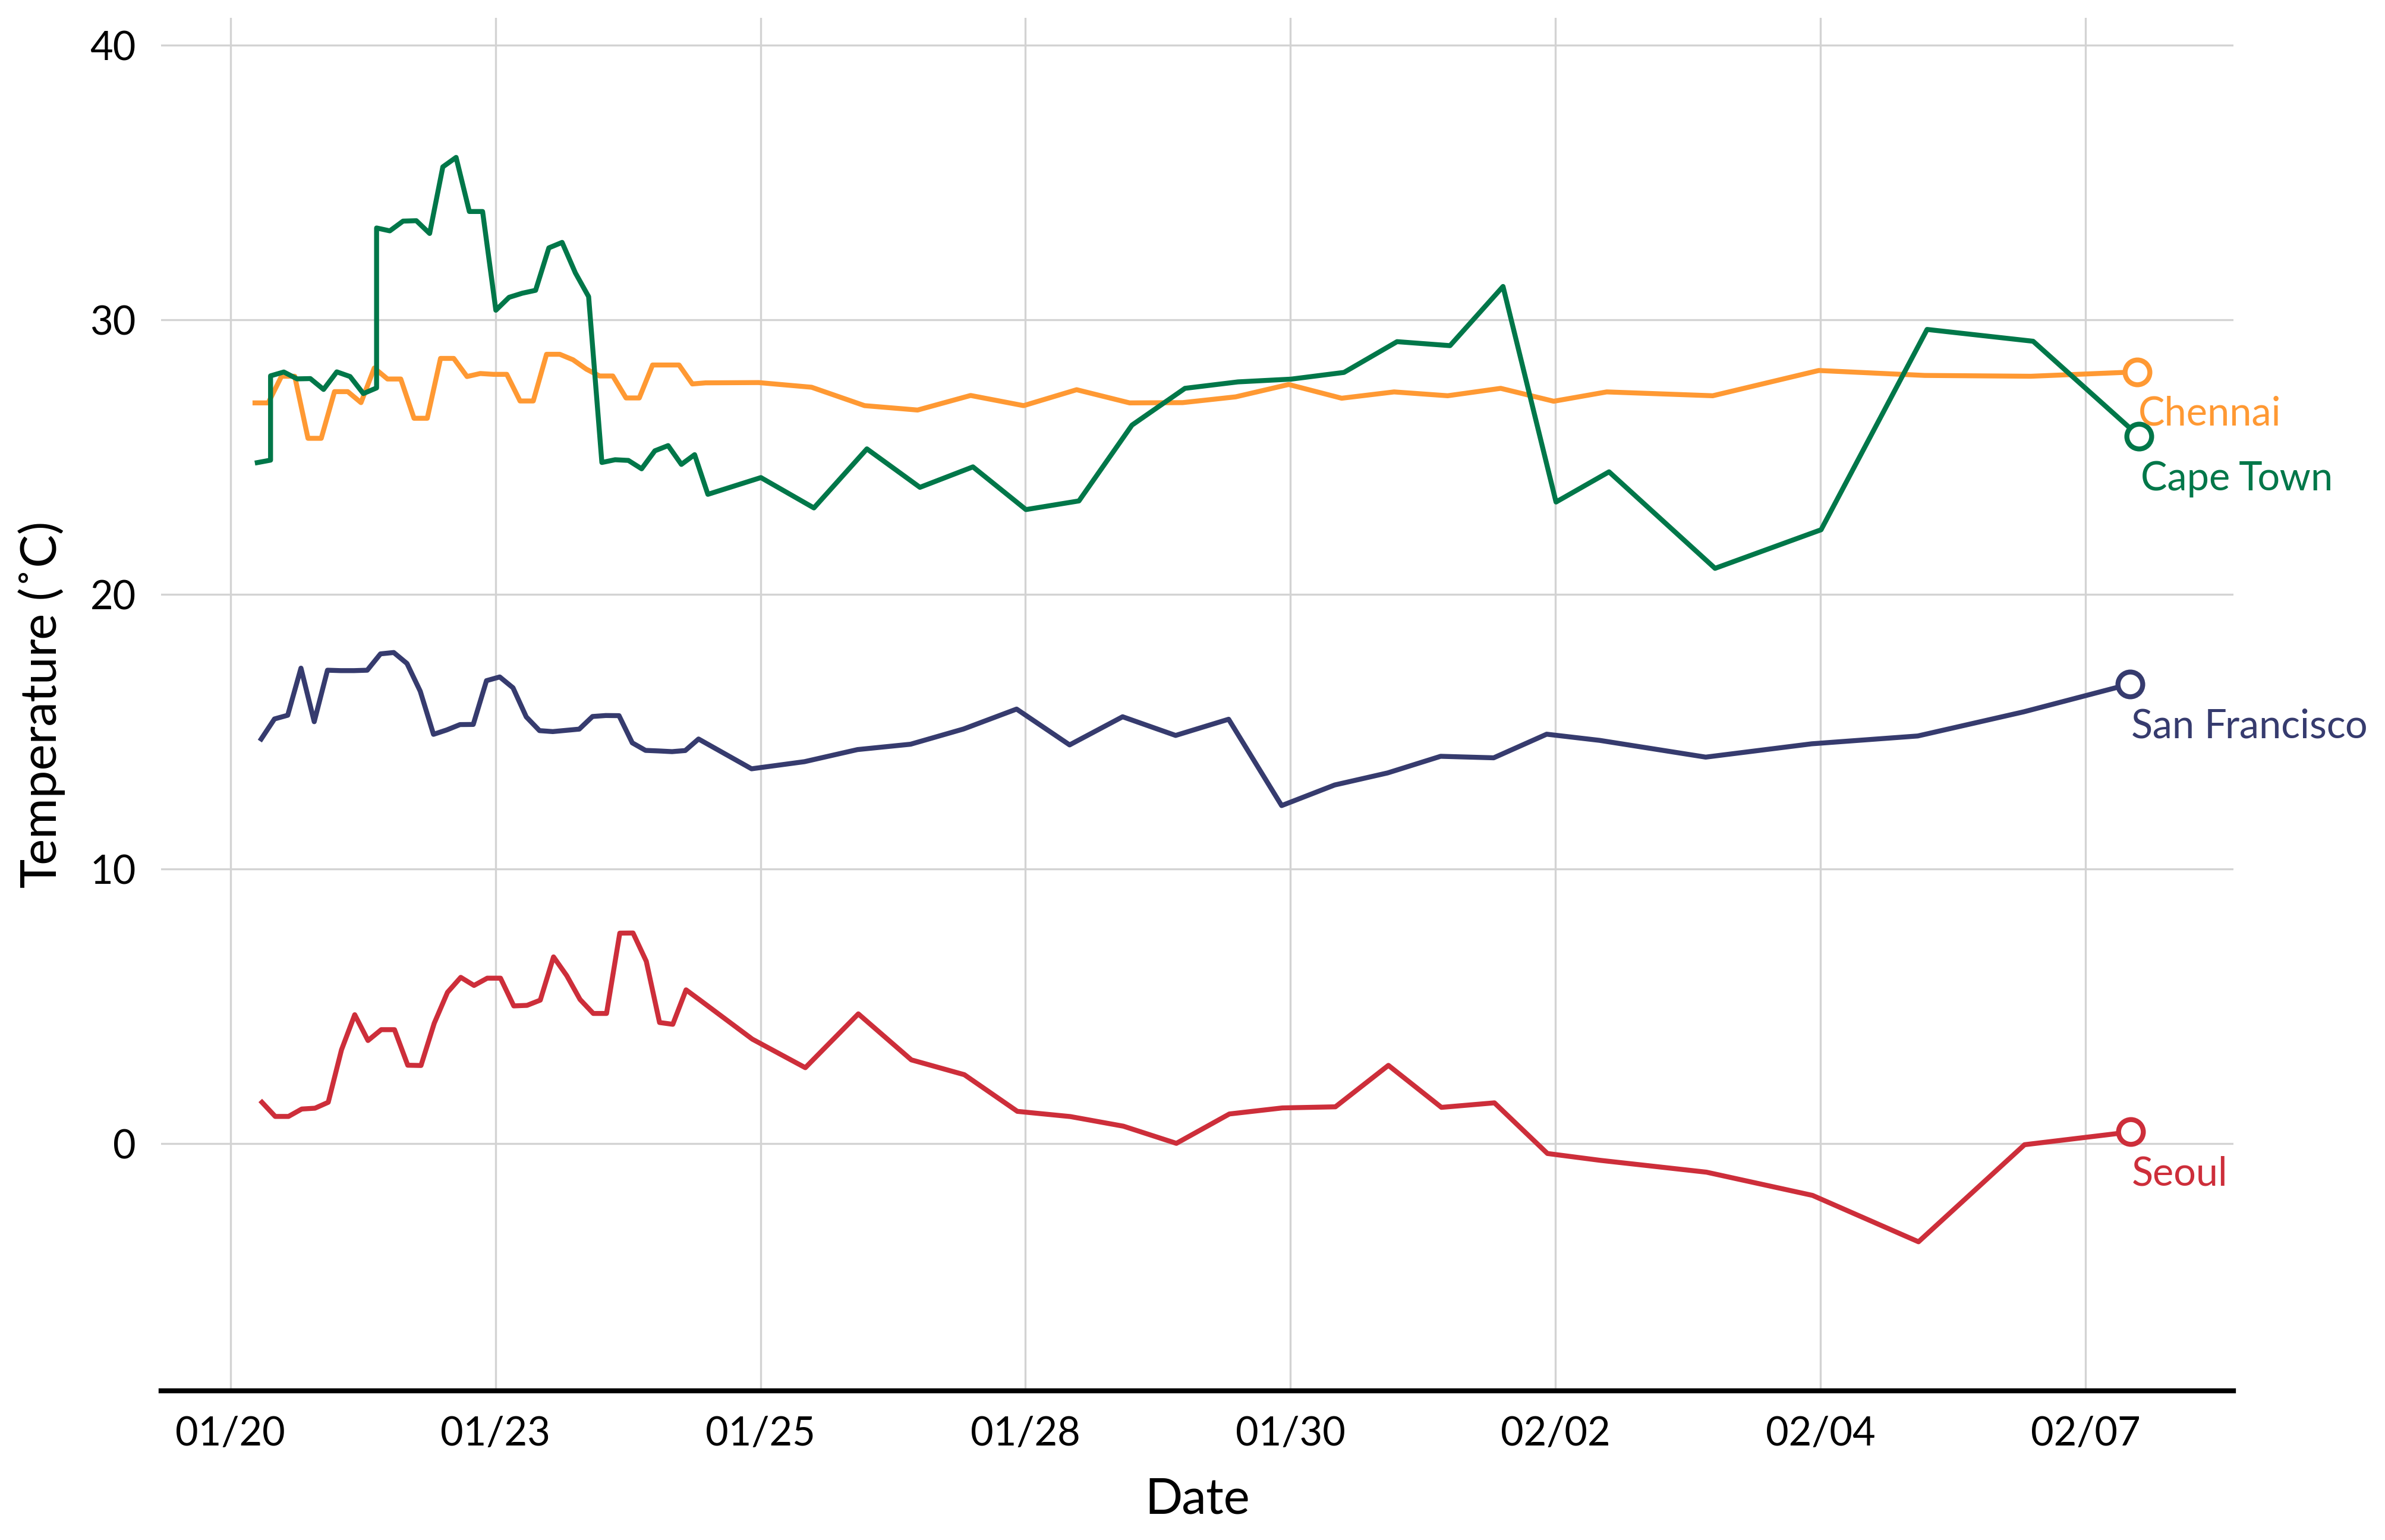 40
30
20
10
0
Temperature (˚C)
Chennai
Cape Town
San Francisco
Seoul
01/20 01/23 01/25 01/28 01/30 02/02 02/04 02/07
Date